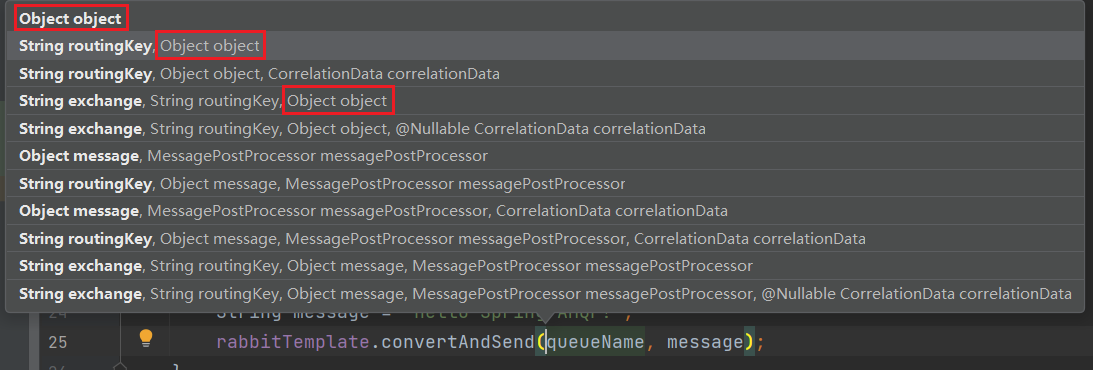 Object object
String routingKey, Object object
String routingKey, Object object, CorrelationData correlationData
String exchange, String routingKey, Object object
String exchange, String routingKey, Object object, @Nullable CorrelationData correlationData
Object message, MessagePostProcessor messagePostProcessor
String routingKey, Object message, MessagePostProcessor messagePostProcessor
Object message, MessagePostProcessor messagePostProcessor, CorrelationData correlationData
String routingKey, Object message, MessagePostProcessor messagePostProcessor, CorrelationData correlationData
String exchange, String routingKey, Object message, MessagePostProcessor messagePostProcessor
String exchange, String routingKey, Object message, MessagePostProcessor messagePostProcessor, @Nullable CorrelationData correlationData
24 String message =
25 rabbitTemplate.convertAndSend(queueName, message);